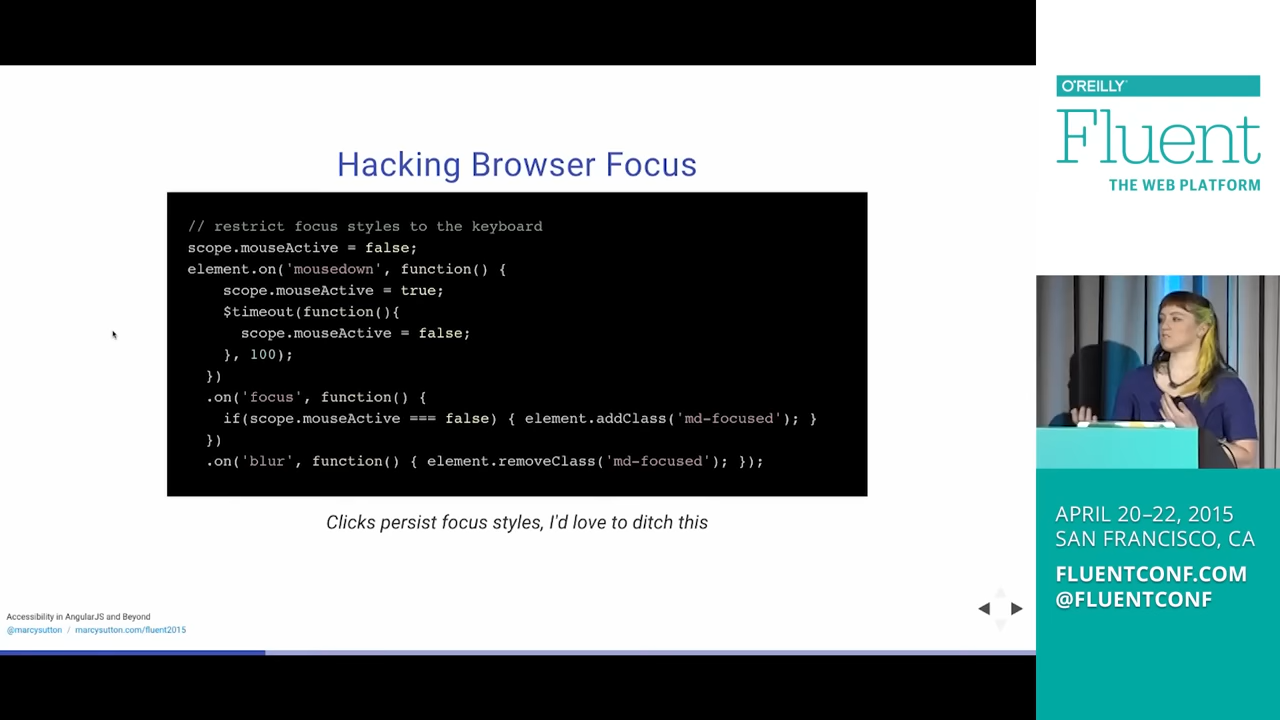 Hacking Browser Focus
// restrict focus styles to the keyboard
scope.mouseActive = false;
element.on('mousedown', function() {
scope.mouseActive = true;
$timeout(function(){
scope.mouseActive = false;
}, 100);
})
.on('focus', function() {
if(scope.mouseActive === false) { element.addClass('md-focused'); }
})
.on('blur', function() { element.removeClass('md-focused'); });
Clicks persist focus styles, I'd love to ditch this
Accessibility in AngularJS and Beyond
@marcysutton / marcysutton.com/fluent2015
O'REILLY™
Fluent
THE WEB PLATFORM
APRIL 20–22, 2015
SAN FRANCISCO, CA
FLUENTCONF.COM
@FLUENTCONF